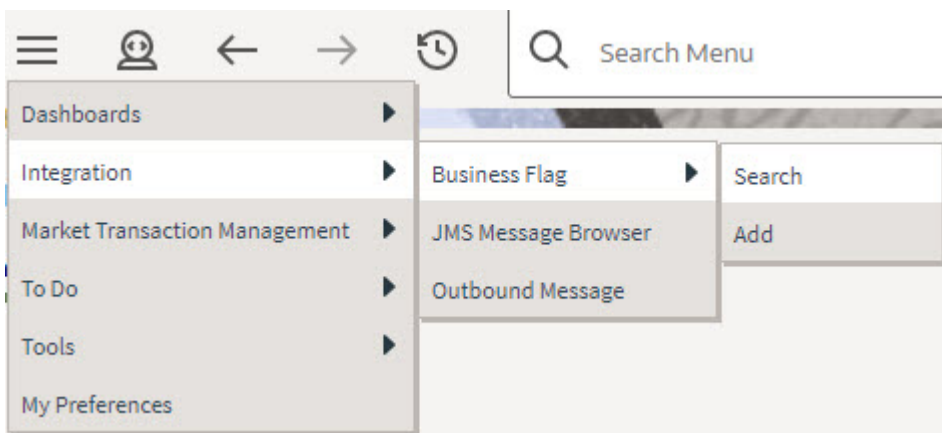 Search Menu
Dashboards
Integration
Business Flag
Search
Market Transaction Management
JMS Message Browser
Add
To Do
Outbound Message
Tools
My Preferences